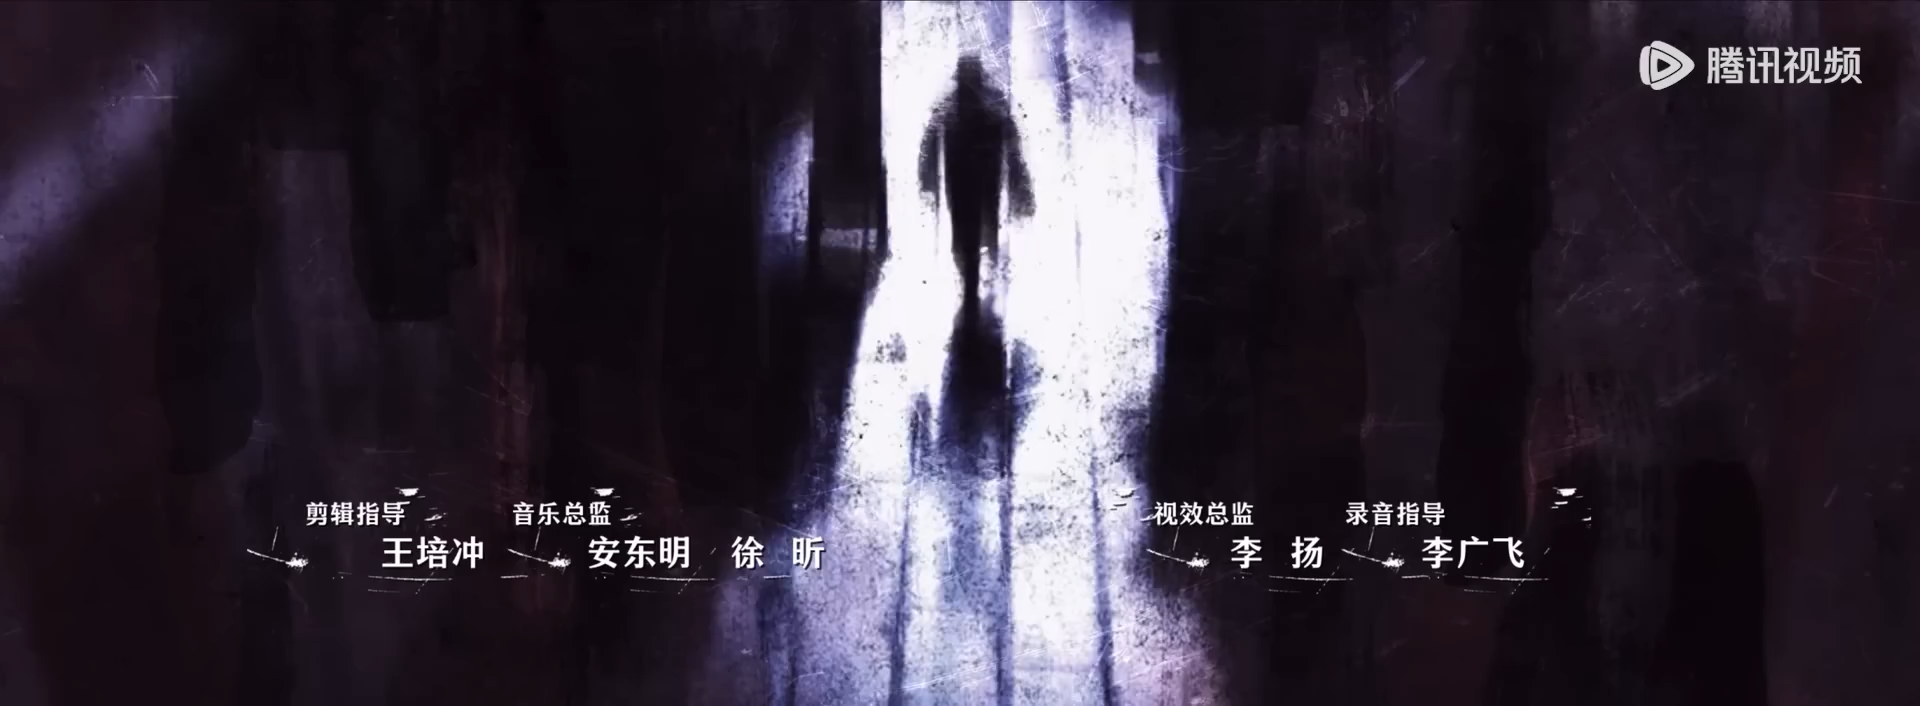 腾讯视频
剪辑指导
王培冲
音乐总监
安东明 徐昕
视效总监
李扬
录音指导
李广飞